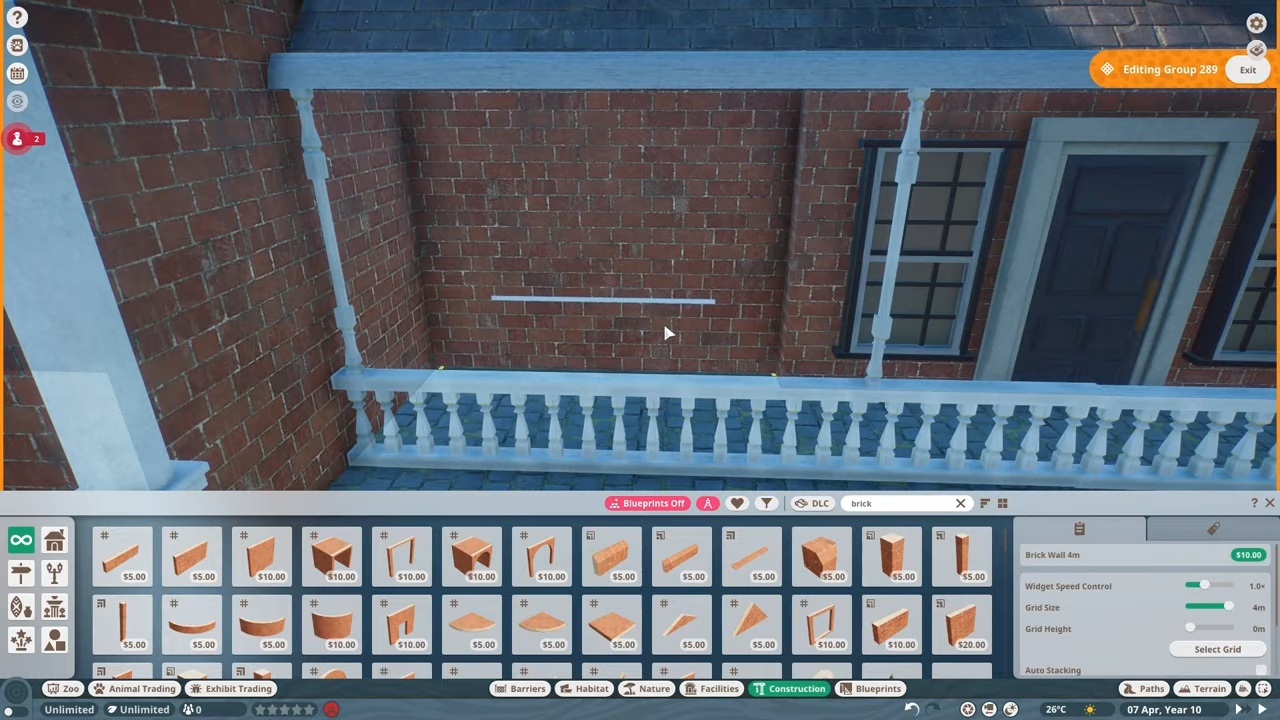 ?
Editing Group 289
Exit
2
Blueprints Off
DLC
brick
?
$5.00
$5.00
$10.00
$10.00
$10.00
$10.00
$10.00
$5.00
$5.00
$5.00
$5.00
$5.00
$5.00
$5.00
$5.00
$5.00
$10.00
$10.00
$5.00
$5.00
$5.00
$5.00
$5.00
$10.00
$10.00
$20.00
Brick Wall 4m
$10.00
Widget Speed Control
1.0×
Grid Size
4m
Grid Height
0m
Select Grid
Auto Stacking
Zoo
Animal Trading
Exhibit Trading
Barriers
Habitat
Nature
Facilities
Construction
Blueprints
Paths
Terrain
Unlimited
Unlimited
0
26°C
07 Apr, Year 10